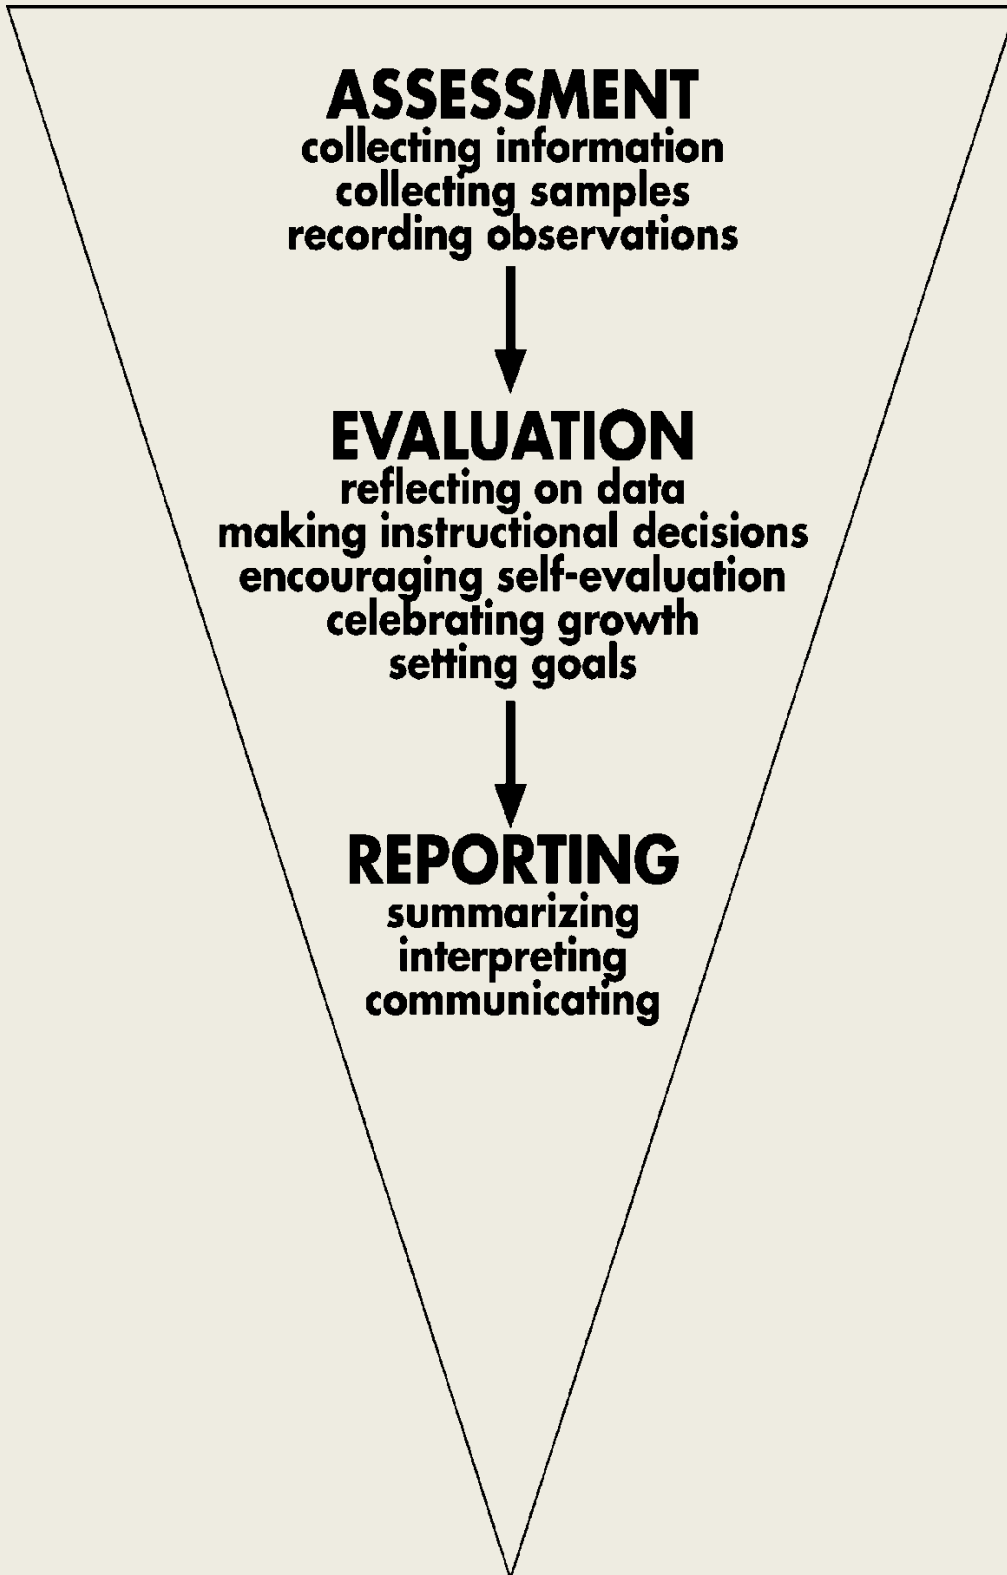 ASSESSMENT
collecting information
collecting samples
recording observations
EVALUATION
reflecting on data
making instructional decisions
encouraging self-evaluation
celebrating growth
setting goals
REPORTING
summarizing
interpreting
communicating